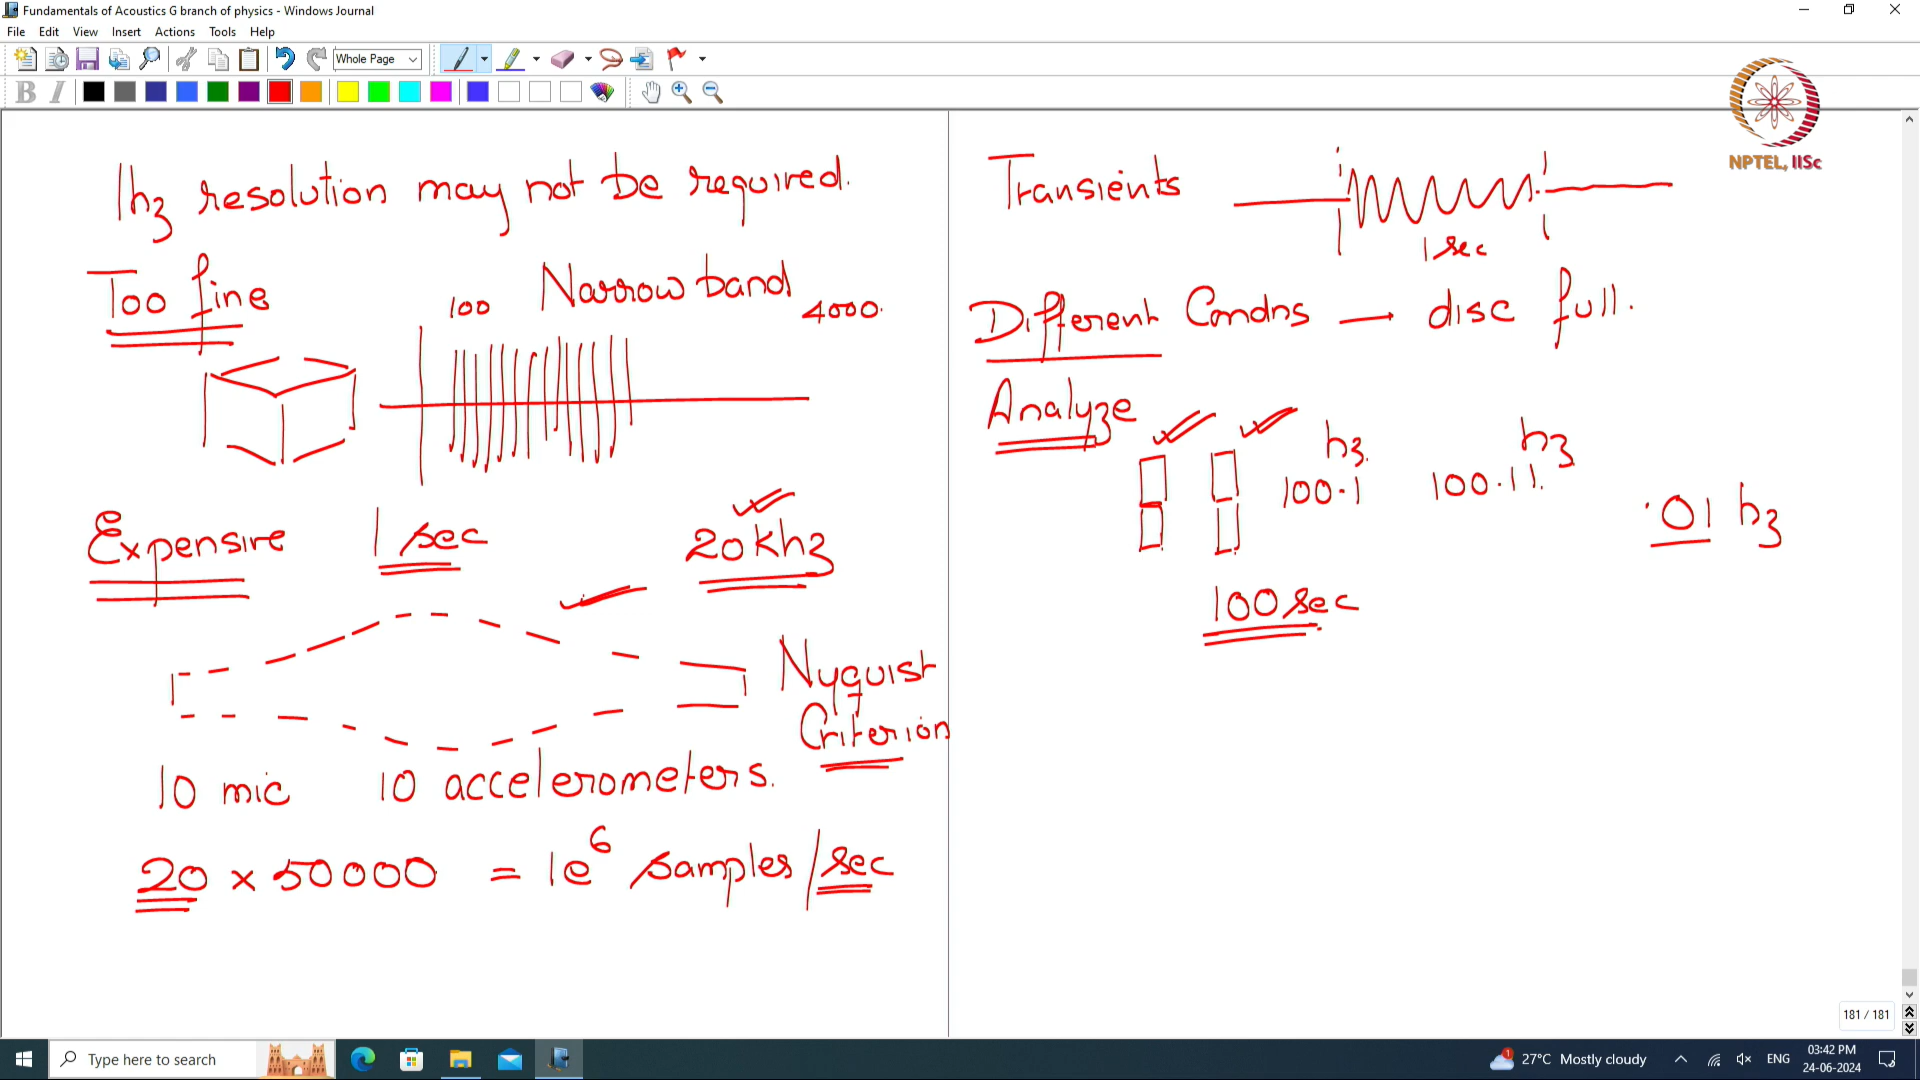 Fundamentals of Acoustics G branch of physics - Windows Journal
File Edit View Insert Actions Tools Help
Whole Page
B I
NPTEL, IISc
1hz resolution may not be required.
Too fine
Narrow band
100
4000.
Expensive 1 sec 20 khz
Nyquist
Criterion
10 mic 10 accelerometers.
20 x 50000 = 1e6 samples/sec
Transients
1 sec
Different Condns — disc full.
Analyze
hz. hz
100.1 100.11.
.01 hz
100 sec
181 / 181
Type here to search
27°C Mostly cloudy
ENG
03:42 PM
24-06-2024